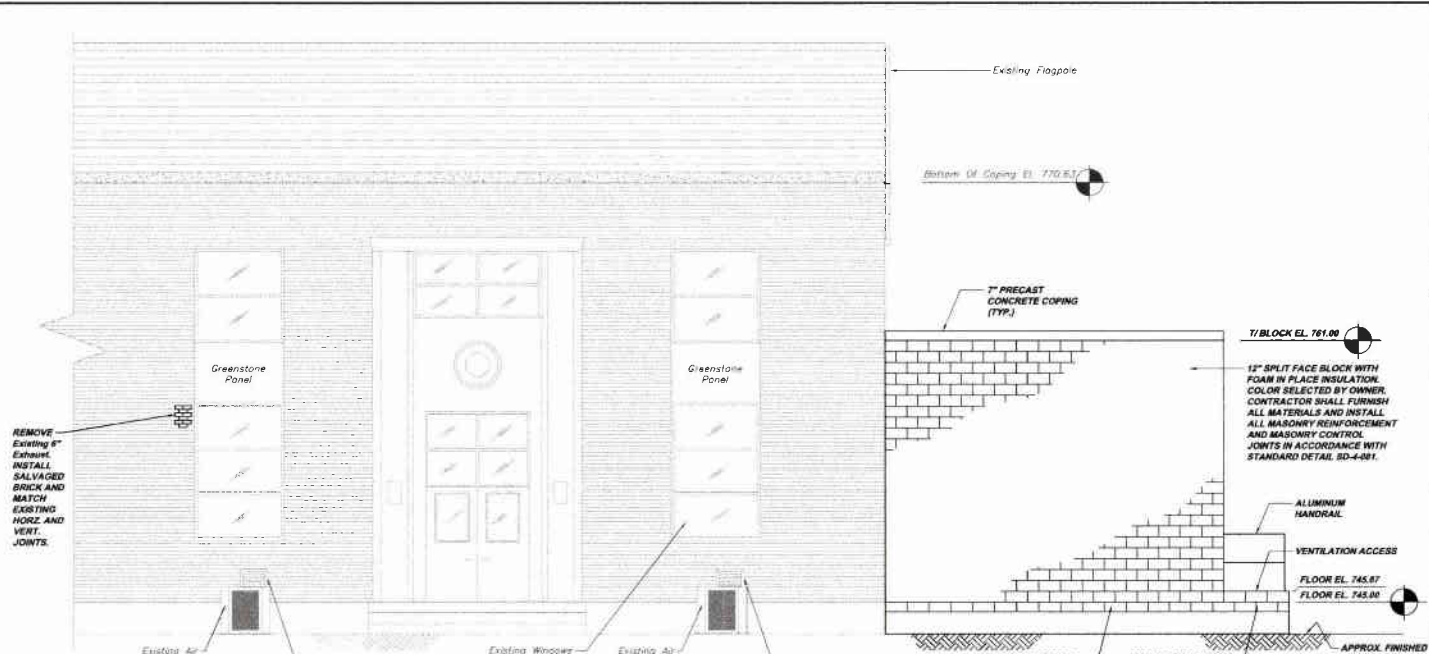 Existing Flagpole
Bottom Of Coping El. 770.63
7" PRECAST
CONCRETE COPING
(TYP.)
T/ BLOCK EL. 761.00
12" SPLIT FACE BLOCK WITH
FOAM IN PLACE INSULATION.
COLOR SELECTED BY OWNER.
CONTRACTOR SHALL FURNISH
ALL MATERIALS AND INSTALL
ALL MASONRY REINFORCEMENT
AND MASONRY CONTROL
JOINTS IN ACCORDANCE WITH
STANDARD DETAIL SD-4-001.
Greenstone
Panel
Greenstone
Panel
REMOVE
Existing 6"
Exhaust.
INSTALL
SALVAGED
BRICK AND
MATCH
EXISTING
HORZ. AND
VERT.
JOINTS.
ALUMINUM
HANDRAIL
VENTILATION ACCESS
FLOOR EL. 745.67
FLOOR EL. 745.00
Existing Air
Existing Windows
Existing Air
APPROX. FINISHED